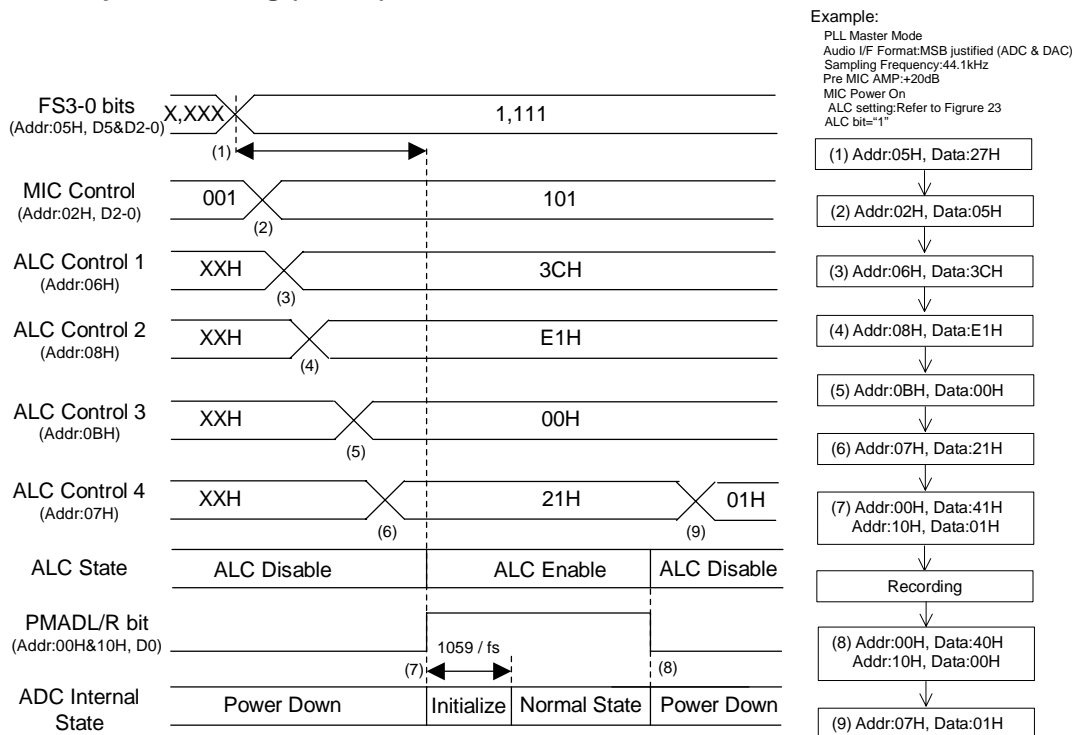 Example:
PLL Master Mode
Audio I/F Format:MSB justified (ADC & DAC)
Sampling Frequency:44.1kHz
Pre MIC AMP:+20dB
MIC Power On
ALC setting:Refer to Figrure 23
ALC bit=“1”
FS3-0 bits
(Addr:05H, D5&D2-0)
X,XXX
1,111
(1)
MIC Control
(Addr:02H, D2-0)
001
101
(2)
ALC Control 1
(Addr:06H)
XXH
3CH
(3)
ALC Control 2
(Addr:08H)
XXH
E1H
(4)
ALC Control 3
(Addr:0BH)
XXH
00H
(5)
ALC Control 4
(Addr:07H)
XXH
21H
01H
(6)
(9)
ALC State
ALC Disable
ALC Enable
ALC Disable
PMADL/R bit
(Addr:00H&10H, D0)
1059 / fs
(7)
(8)
ADC Internal
State
Power Down
Initialize
Normal State
Power Down
(1) Addr:05H, Data:27H
(2) Addr:02H, Data:05H
(3) Addr:06H, Data:3CH
(4) Addr:08H, Data:E1H
(5) Addr:0BH, Data:00H
(6) Addr:07H, Data:21H
(7) Addr:00H, Data:41H
Addr:10H, Data:01H
Recording
(8) Addr:00H, Data:40H
Addr:10H, Data:00H
(9) Addr:07H, Data:01H